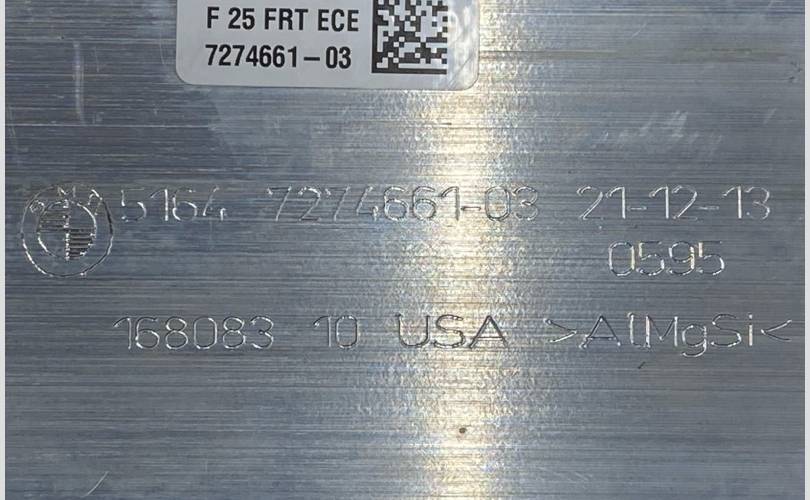 F 25 FRT ECE
7274661-03
5164 7274661-03 21-12-13
0595
168083 10 USA >AlMgSi<